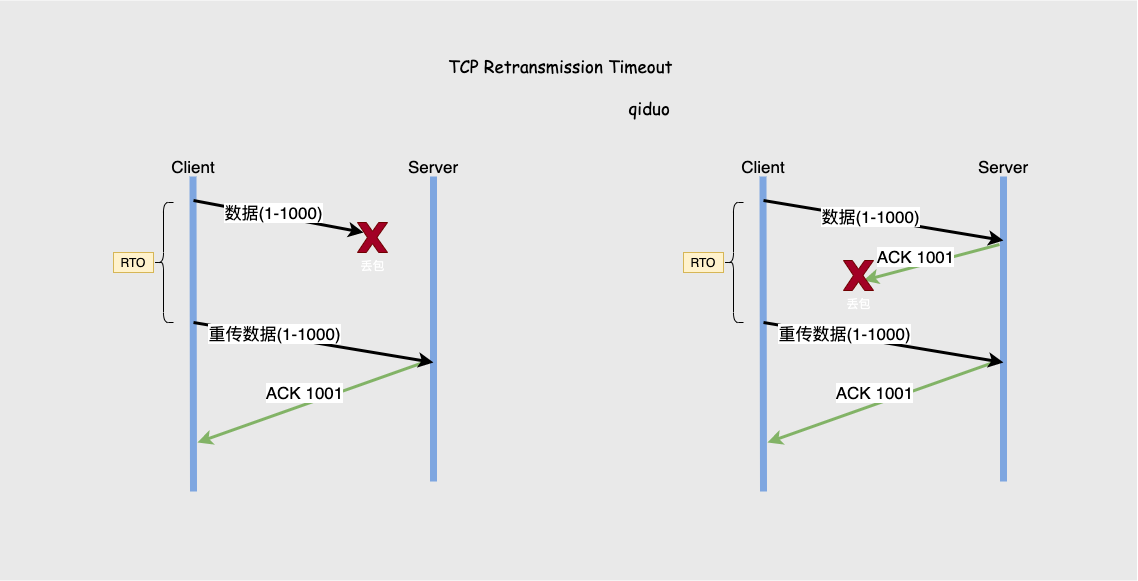 TCP Retransmission Timeout
qiduo
Client
Server
数据(1-1000)
丢包
RTO
重传数据(1-1000)
ACK 1001
Client
Server
数据(1-1000)
ACK 1001
丢包
RTO
重传数据(1-1000)
ACK 1001